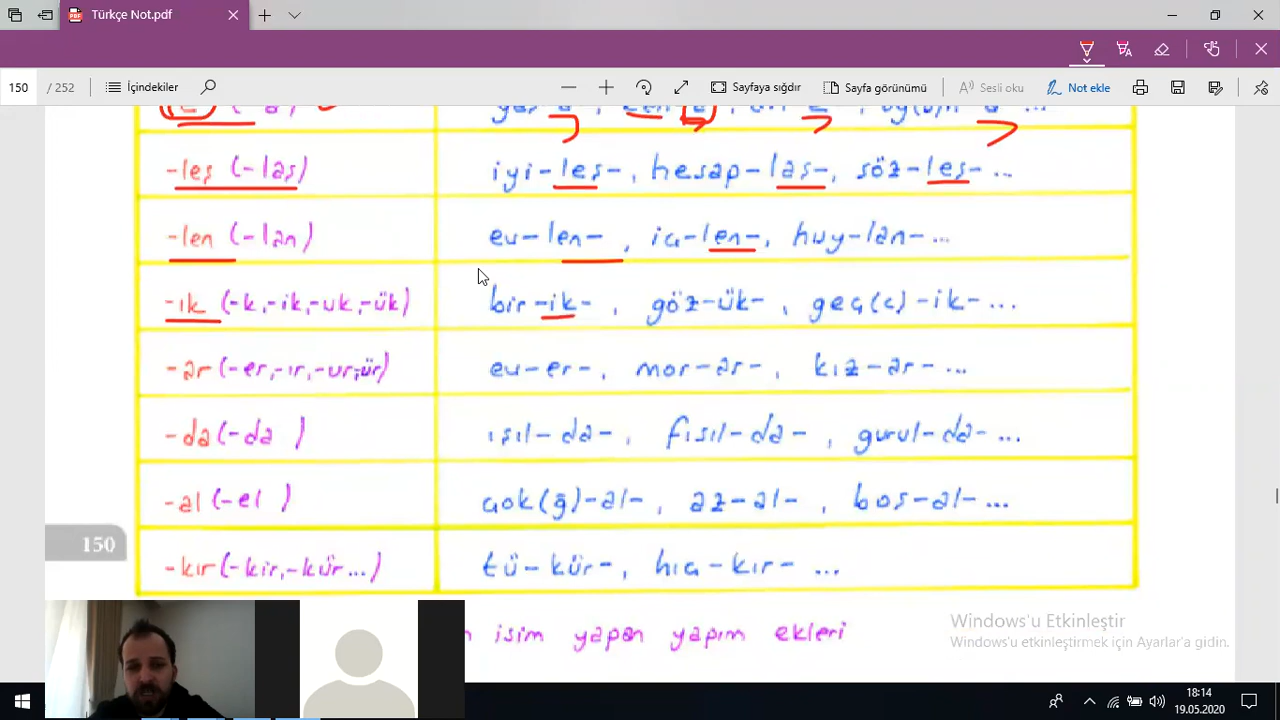 Türkçe Not.pdf
150 / 252 İçindekiler Sayfaya sığdır Sayfa görünümü Sesli oku Not ekle
-leş (-laş) iyi-leş-, hesap-laş-, söz-leş- ...
-len (-lan) ev-len-, iç-len-, huy-lan- ...
-ık (-k,-ik,-uk,-ük) bir-ik-, göz-ük-, geç(c)-ik- ...
-ar (-er,-ır,-ur,-ür) ev-er-, mor-ar-, kız-ar- ...
-da (-da ) ışıl-da-, fısıl-da-, gurul-da- ...
-al (-el ) çok(ğ)-al-, az-al-, boş-al- ...
150
-kır (-kir,-kür ...) tü-kür-, hıç-kır- ...
isim yapan yapım ekleri
Windows'u Etkinleştir
Windows'u etkinleştirmek için Ayarlar'a gidin.
18:14
19.05.2020